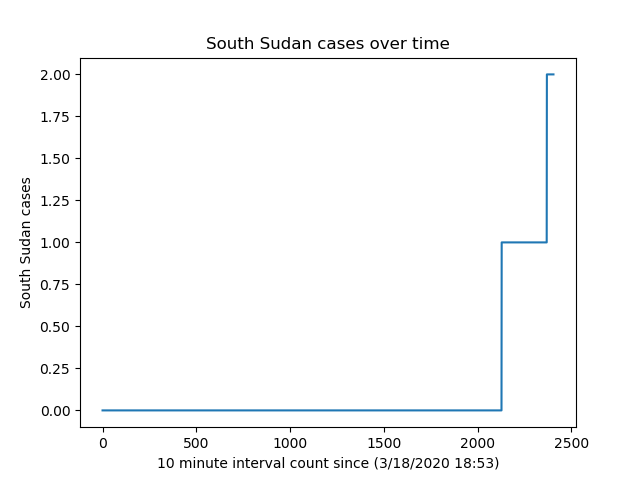 South Sudan cases over time
2.00
1.75
1.50
1.25
1.00
0.75
0.50
0.25
0.00
South Sudan cases
0 500 1000 1500 2000 2500
10 minute interval count since (3/18/2020 18:53)